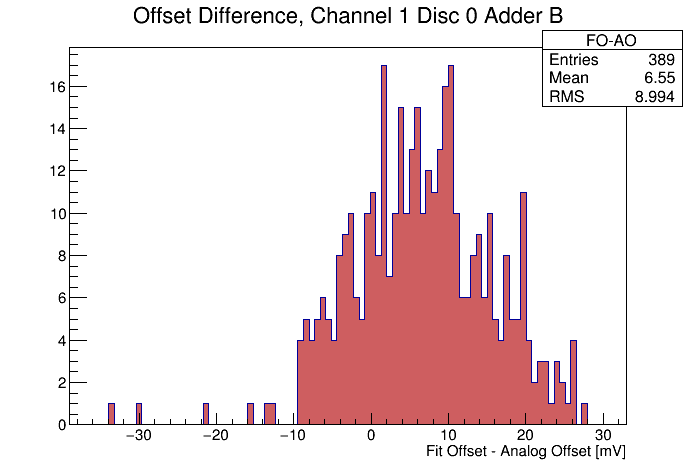 Offset Difference, Channel 1 Disc 0 Adder B
FO-AO
Entries 389
Mean 6.55
RMS 8.994
16
14
12
10
8
6
4
2
0
−30 −20 −10 0 10 20 30
Fit Offset - Analog Offset [mV]